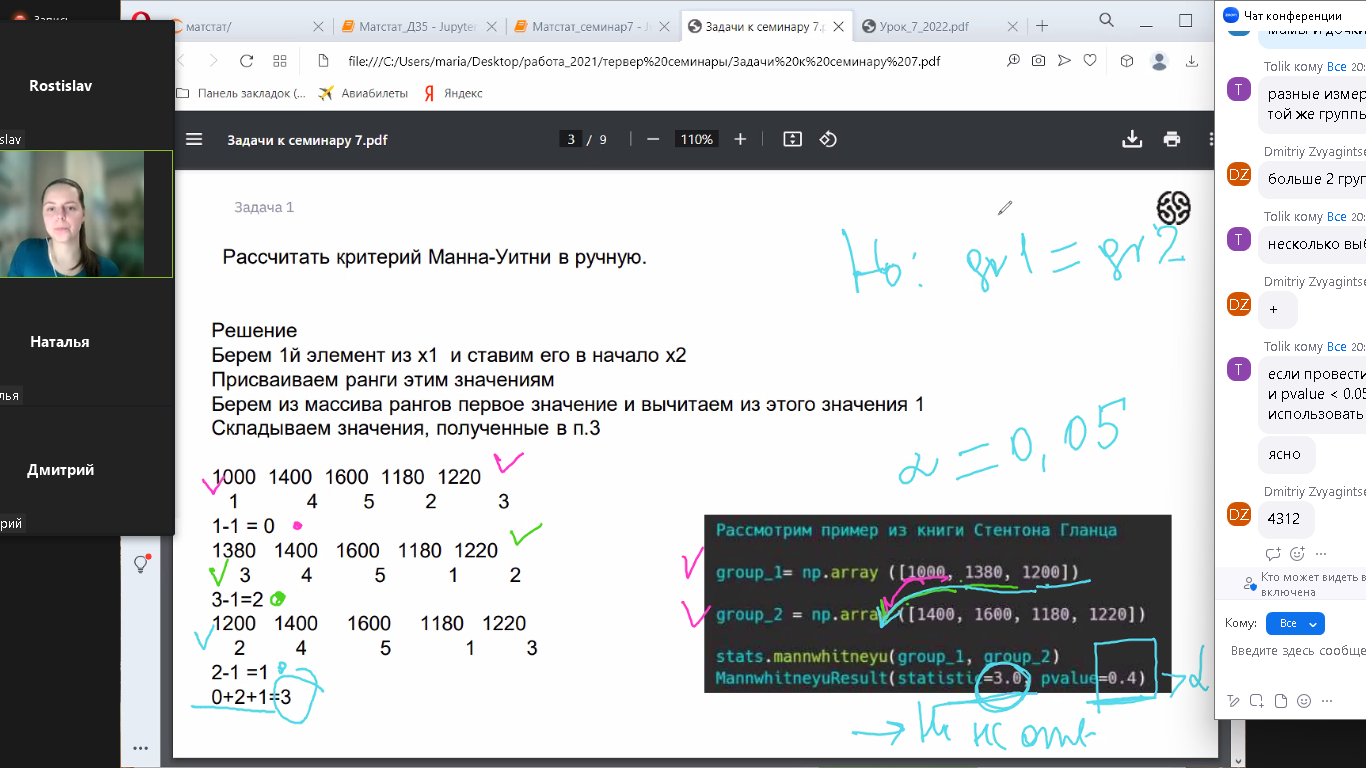 Запись
матстат/
Матстат_ДЗ5 - Jupyter
Матстат_семинар7 - J
Задачи к семинару 7.p
Урок_7_2022.pdf
file:///C:/Users/maria/Desktop/работа_2021/тервер%20семинары/Задачи%20к%20семинару%207.pdf
Панель закладок (...
Авиабилеты
Яндекс
Rostislav
slav
Наталья
лья
Дмитрий
рий
Задачи к семинару 7.pdf
3 / 9
110%
Задача 1
Рассчитать критерий Манна-Уитни в ручную.
H0: gr1 = gr2
Решение
Берем 1й элемент из x1 и ставим его в начало x2
Присваиваем ранги этим значениям
Берем из массива рангов первое значение и вычитаем из этого значения 1
Складываем значения, полученные в п.3
α = 0,05
1000 1400 1600 1180 1220
1 4 5 2 3
1-1 = 0
1380 1400 1600 1180 1220
3 4 5 1 2
3-1=2
1200 1400 1600 1180 1220
2 4 5 1 3
2-1 =1
0+2+1=3
Рассмотрим пример из книги Стентона Гланца
group_1= np.array ([1000, 1380, 1200])
group_2 = np.array ([1400, 1600, 1180, 1220])
stats.mannwhitneyu(group_1, group_2)
MannwhitneyuResult(statistic=3.0, pvalue=0.4)
α
Чат конференции
мамы и дочки
Tolik кому Все 20:
T
разные измер
той же группы
Dmitriy Zvyagintse
DZ
больше 2 груп
Tolik кому Все 20:
T
несколько выб
Dmitriy Zvyagintse
DZ
+
Tolik кому Все 20:
T
если провести
и pvalue < 0.05
использовать
ясно
Dmitriy Zvyagintse
DZ
4312
Кто может видеть в
включена
Кому:
Все
Введите здесь сообще